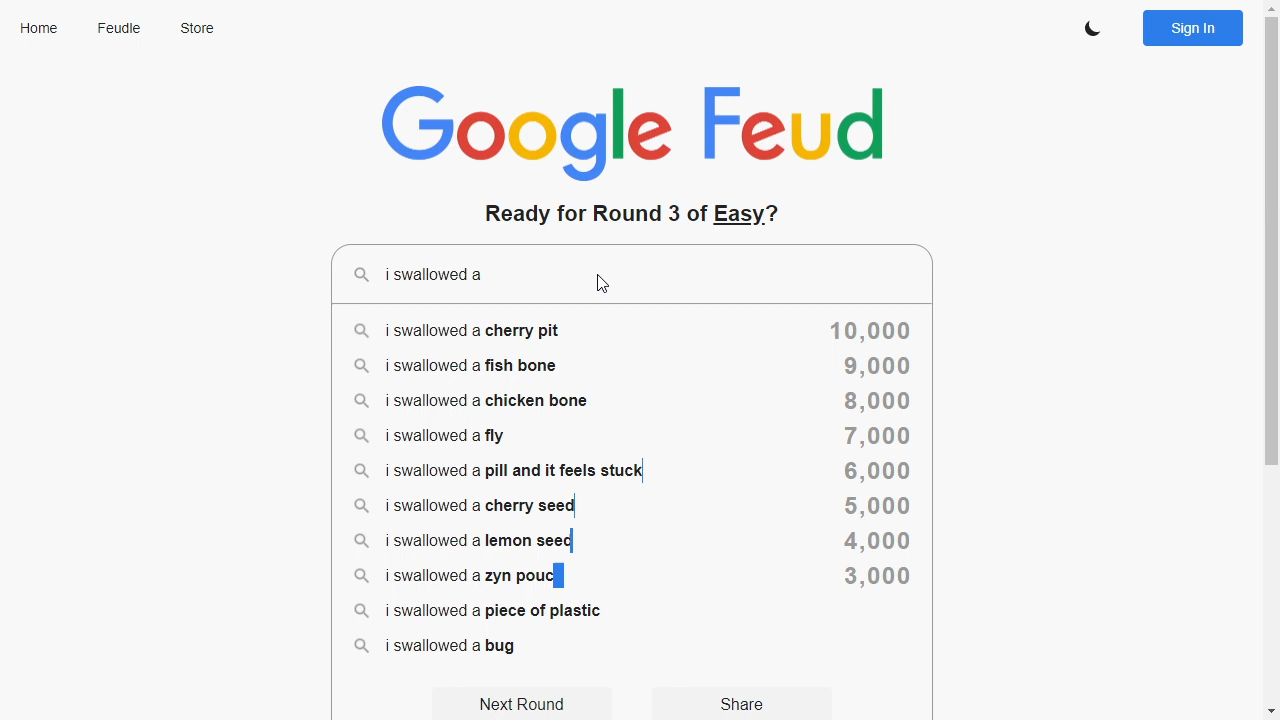 Home Feudle Store Sign In
Google Feud
Ready for Round 3 of Easy?
i swallowed a
i swallowed a cherry pit 10,000
i swallowed a fish bone 9,000
i swallowed a chicken bone 8,000
i swallowed a fly 7,000
i swallowed a pill and it feels stuck 6,000
i swallowed a cherry seed 5,000
i swallowed a lemon seed 4,000
i swallowed a zyn pouc 3,000
i swallowed a piece of plastic
i swallowed a bug
Next Round Share